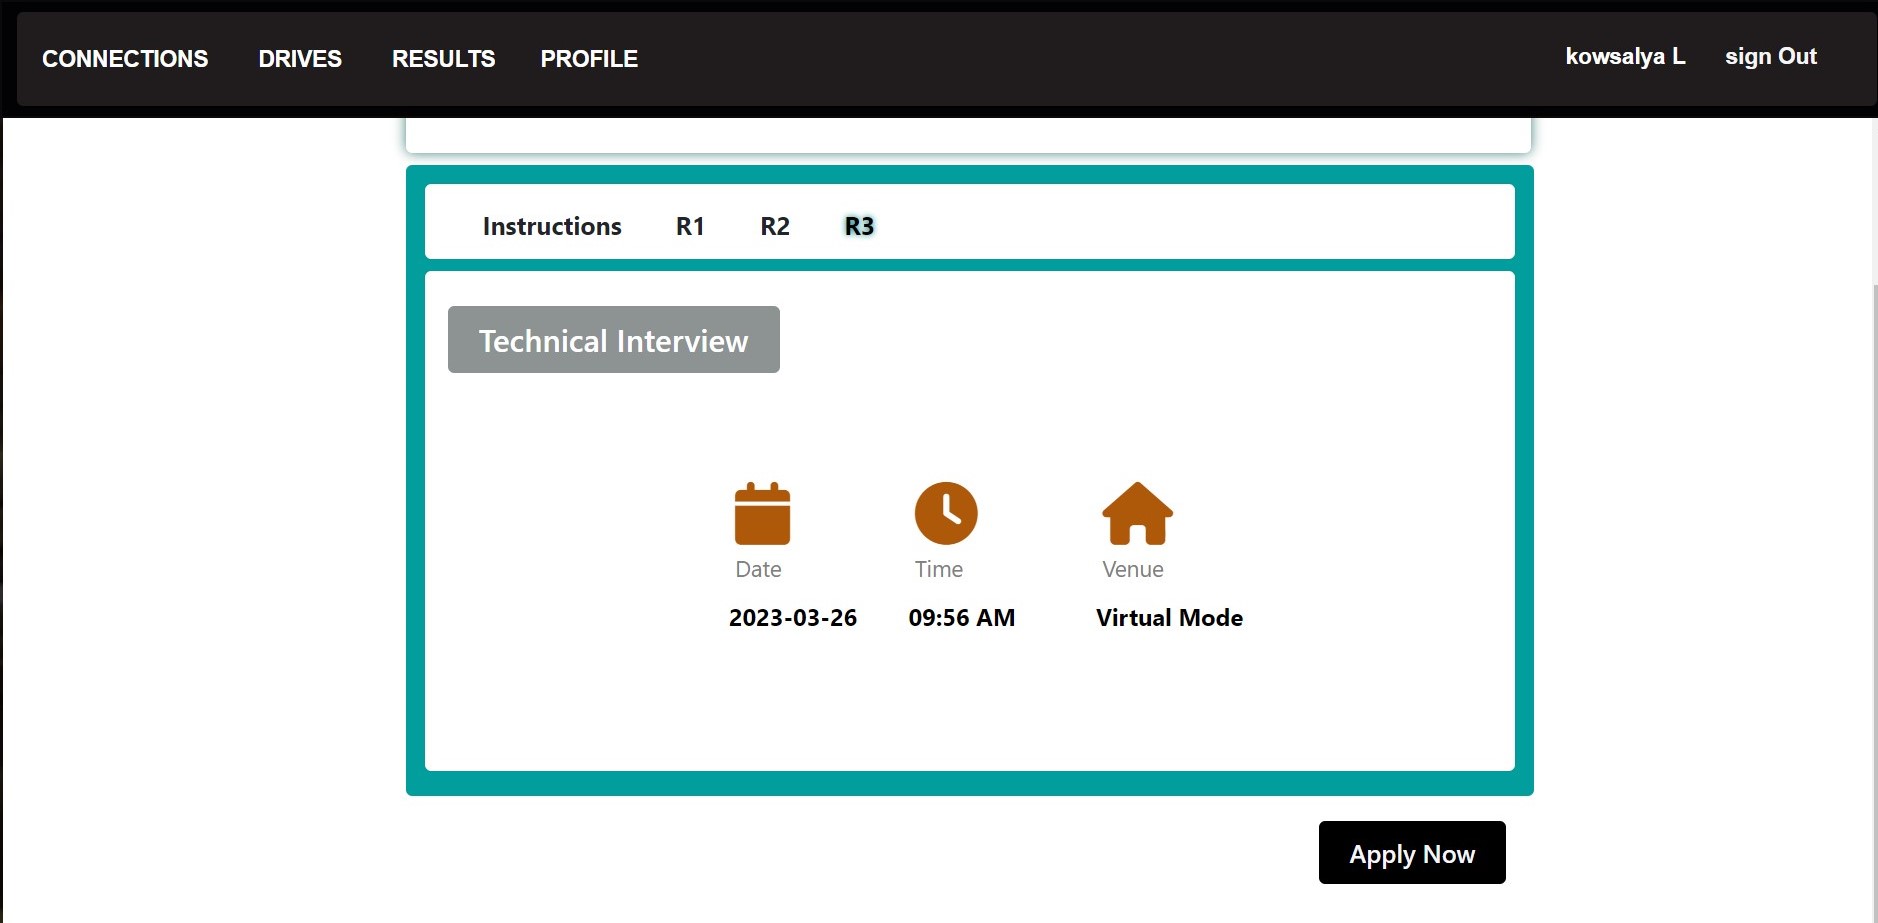 CONNECTIONS DRIVES RESULTS PROFILE kowsalya L sign Out
Instructions R1 R2 R3
Technical Interview
Date Time Venue
2023-03-26 09:56 AM Virtual Mode
Apply Now